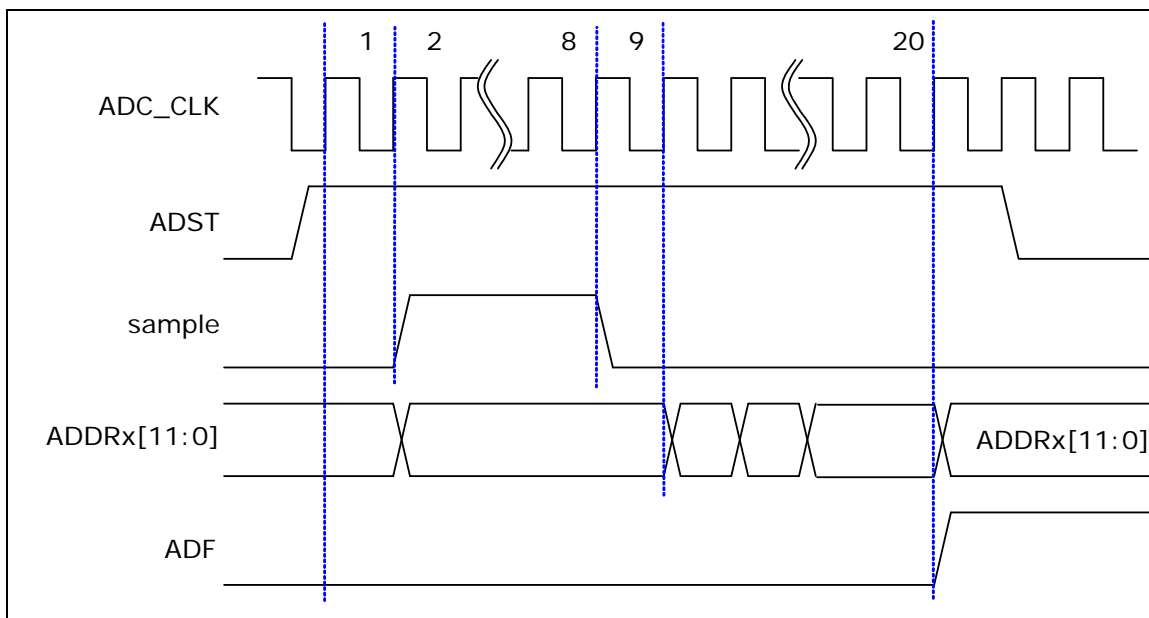 1 2 8 9 20
ADC_CLK
ADST
sample
ADDRx[11:0] ADDRx[11:0]
ADF